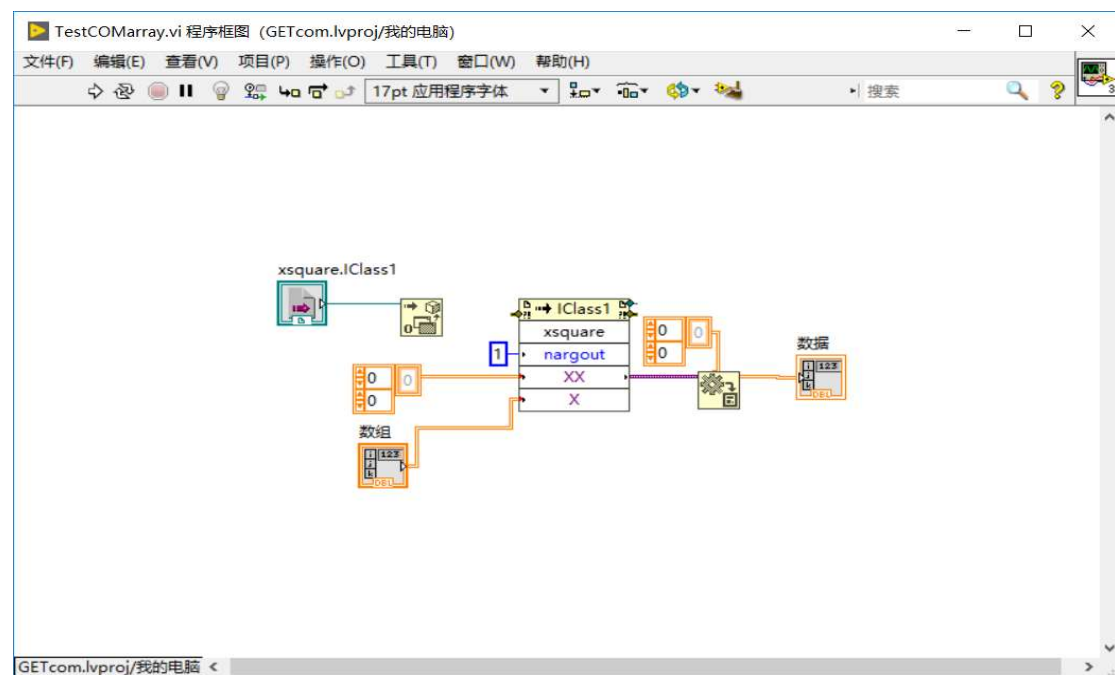 TestCOMarray.vi 程序框图 (GETcom.lvproj/我的电脑)
文件(F) 编辑(E) 查看(V) 项目(P) 操作(O) 工具(T) 窗口(W) 帮助(H)
17pt 应用程序字体 搜索 ? 3
xsquare.IClass1
IClass1
xsquare
0 0
0
数据
1 nargout
123
DBL
0 0
0
XX
X
数组
123
DBL
GETcom.lvproj/我的电脑